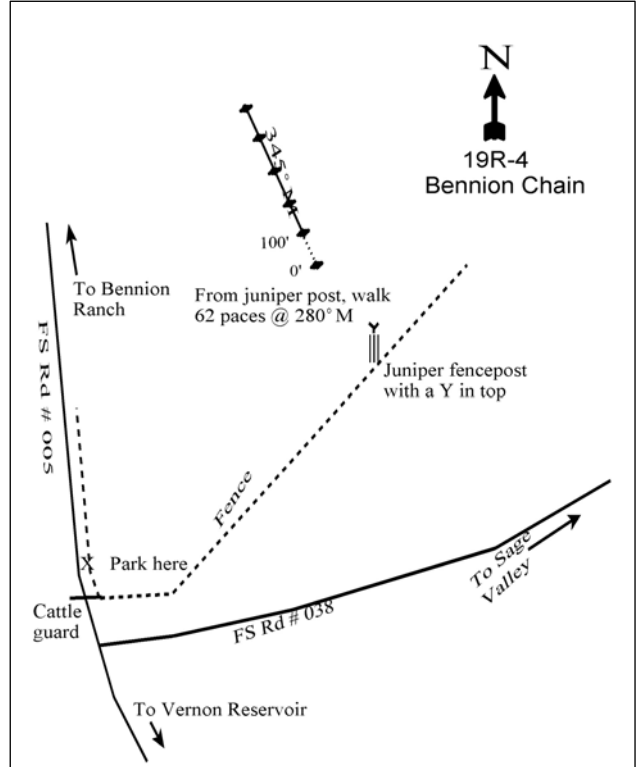 N
19R-4
Bennion Chain
345° M
100'
0'
To Bennion
Ranch
From juniper post, walk
62 paces @ 280° M
Y
Juniper fencepost
with a Y in top
FS Rd # 005
Fence
X Park here
To Sage
Valley
Cattle
guard
FS Rd # 038
To Vernon Reservoir